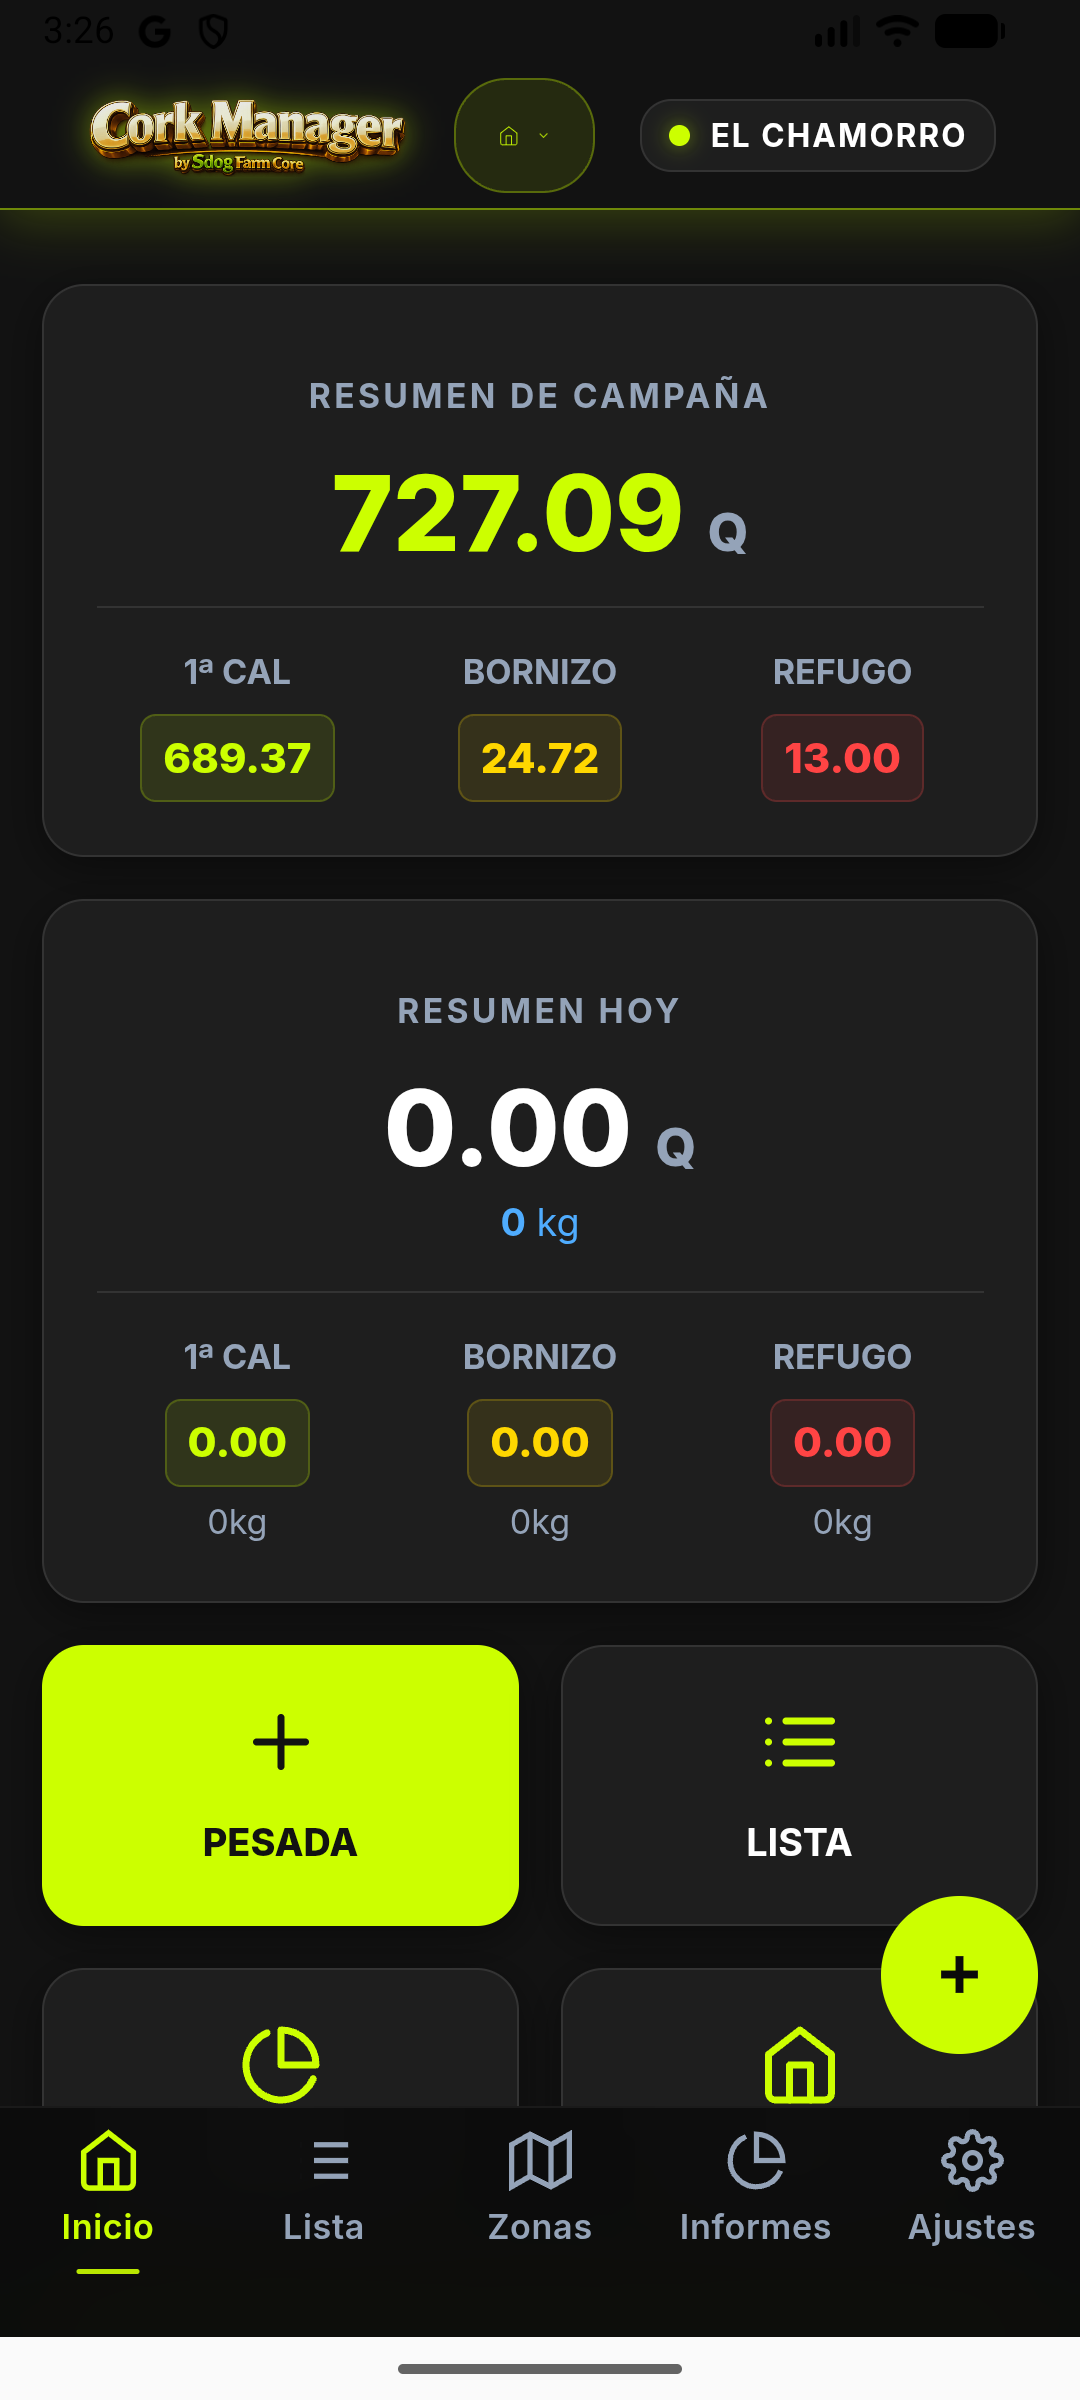 3:26
Cork Manager
by Sdog Farm Core
EL CHAMORRO
RESUMEN DE CAMPAÑA
727.09 Q
1ª CAL BORNIZO REFUGO
689.37 24.72 13.00
RESUMEN HOY
0.00 Q
0 kg
1ª CAL BORNIZO REFUGO
0.00 0.00 0.00
0kg 0kg 0kg
PESADA LISTA
Inicio Lista Zonas Informes Ajustes